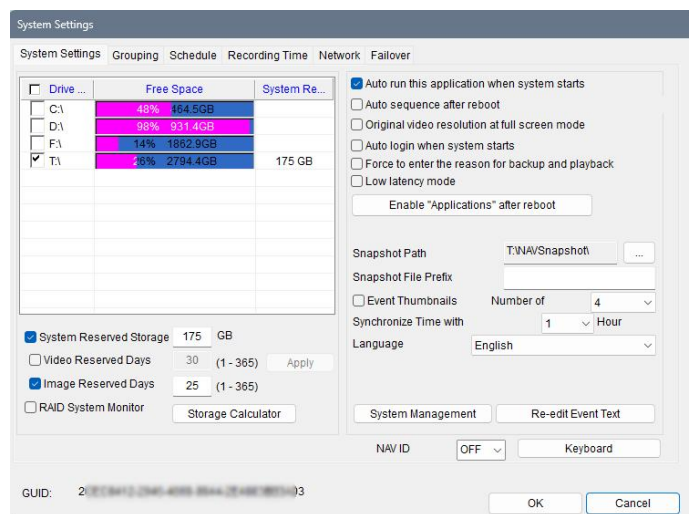 System Settings
System Settings Grouping Schedule Recording Time Network Failover
Drive ... Free Space System Re...
C:\ 48% 464.5GB
D:\ 98% 931.4GB
F:\ 14% 1862.9GB
T:\ 26% 2794.4GB 175 GB
System Reserved Storage 175 GB
Video Reserved Days 30 (1 - 365) Apply
Image Reserved Days 25 (1 - 365)
RAID System Monitor Storage Calculator
Auto run this application when system starts
Auto sequence after reboot
Original video resolution at full screen mode
Auto login when system starts
Force to enter the reason for backup and playback
Low latency mode
Enable "Applications" after reboot
Snapshot Path T:\NAVSnapshot\ ...
Snapshot File Prefix
Event Thumbnails Number of 4
Synchronize Time with 1 Hour
Language English
System Management Re-edit Event Text
NAV ID OFF Keyboard
GUID:
OK Cancel